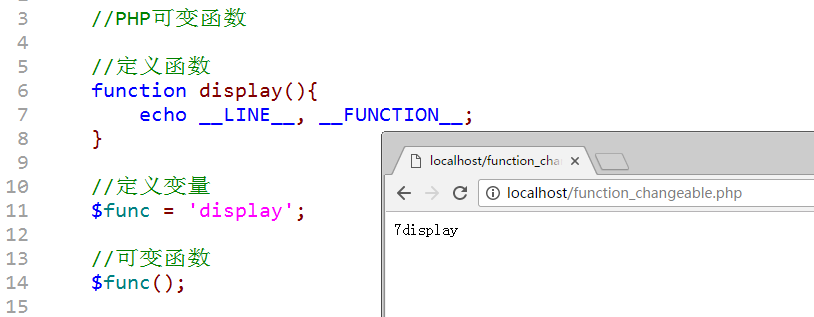 3 //PHP可变函数
4
5 //定义函数
6 function display(){
7 echo __LINE__, __FUNCTION__;
8 }
9
10 //定义变量
11 $func = 'display';
12
13 //可变函数
14 $func();
15
localhost/function_cha
localhost/function_changeable.php
7display